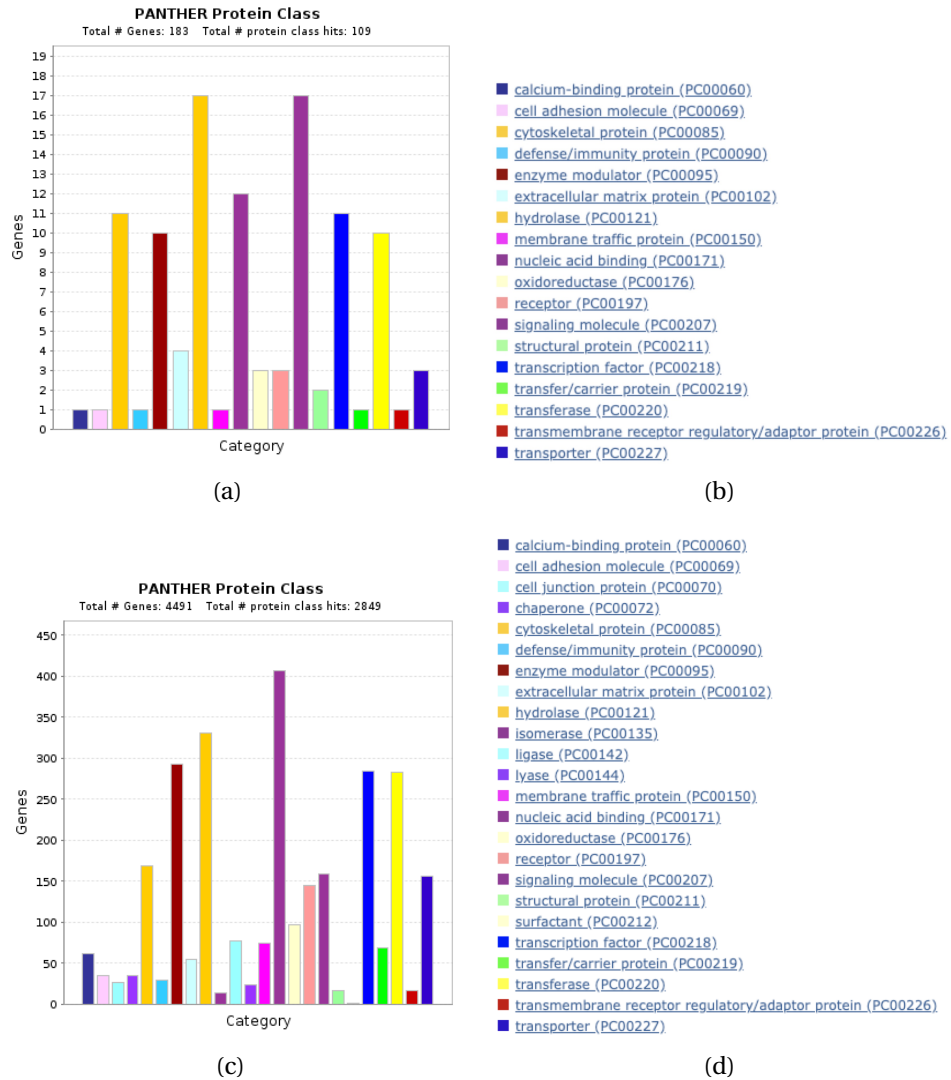 PANTHER Protein Class
Total # Genes: 183 Total # protein class hits: 109
19
18
17
16
15
14
13
12
11
10
9
8
7
6
5
4
3
2
1
0
Genes
Category
(a)
calcium-binding protein (PC00060)
cell adhesion molecule (PC00069)
cytoskeletal protein (PC00085)
defense/immunity protein (PC00090)
enzyme modulator (PC00095)
extracellular matrix protein (PC00102)
hydrolase (PC00121)
membrane traffic protein (PC00150)
nucleic acid binding (PC00171)
oxidoreductase (PC00176)
receptor (PC00197)
signaling molecule (PC00207)
structural protein (PC00211)
transcription factor (PC00218)
transfer/carrier protein (PC00219)
transferase (PC00220)
transmembrane receptor regulatory/adaptor protein (PC00226)
transporter (PC00227)
(b)
PANTHER Protein Class
Total # Genes: 4491 Total # protein class hits: 2849
450
400
350
300
250
200
150
100
50
0
Genes
Category
(c)
calcium-binding protein (PC00060)
cell adhesion molecule (PC00069)
cell junction protein (PC00070)
chaperone (PC00072)
cytoskeletal protein (PC00085)
defense/immunity protein (PC00090)
enzyme modulator (PC00095)
extracellular matrix protein (PC00102)
hydrolase (PC00121)
isomerase (PC00135)
ligase (PC00142)
lyase (PC00144)
membrane traffic protein (PC00150)
nucleic acid binding (PC00171)
oxidoreductase (PC00176)
receptor (PC00197)
signaling molecule (PC00207)
structural protein (PC00211)
surfactant (PC00212)
transcription factor (PC00218)
transfer/carrier protein (PC00219)
transferase (PC00220)
transmembrane receptor regulatory/adaptor protein (PC00226)
transporter (PC00227)
(d)